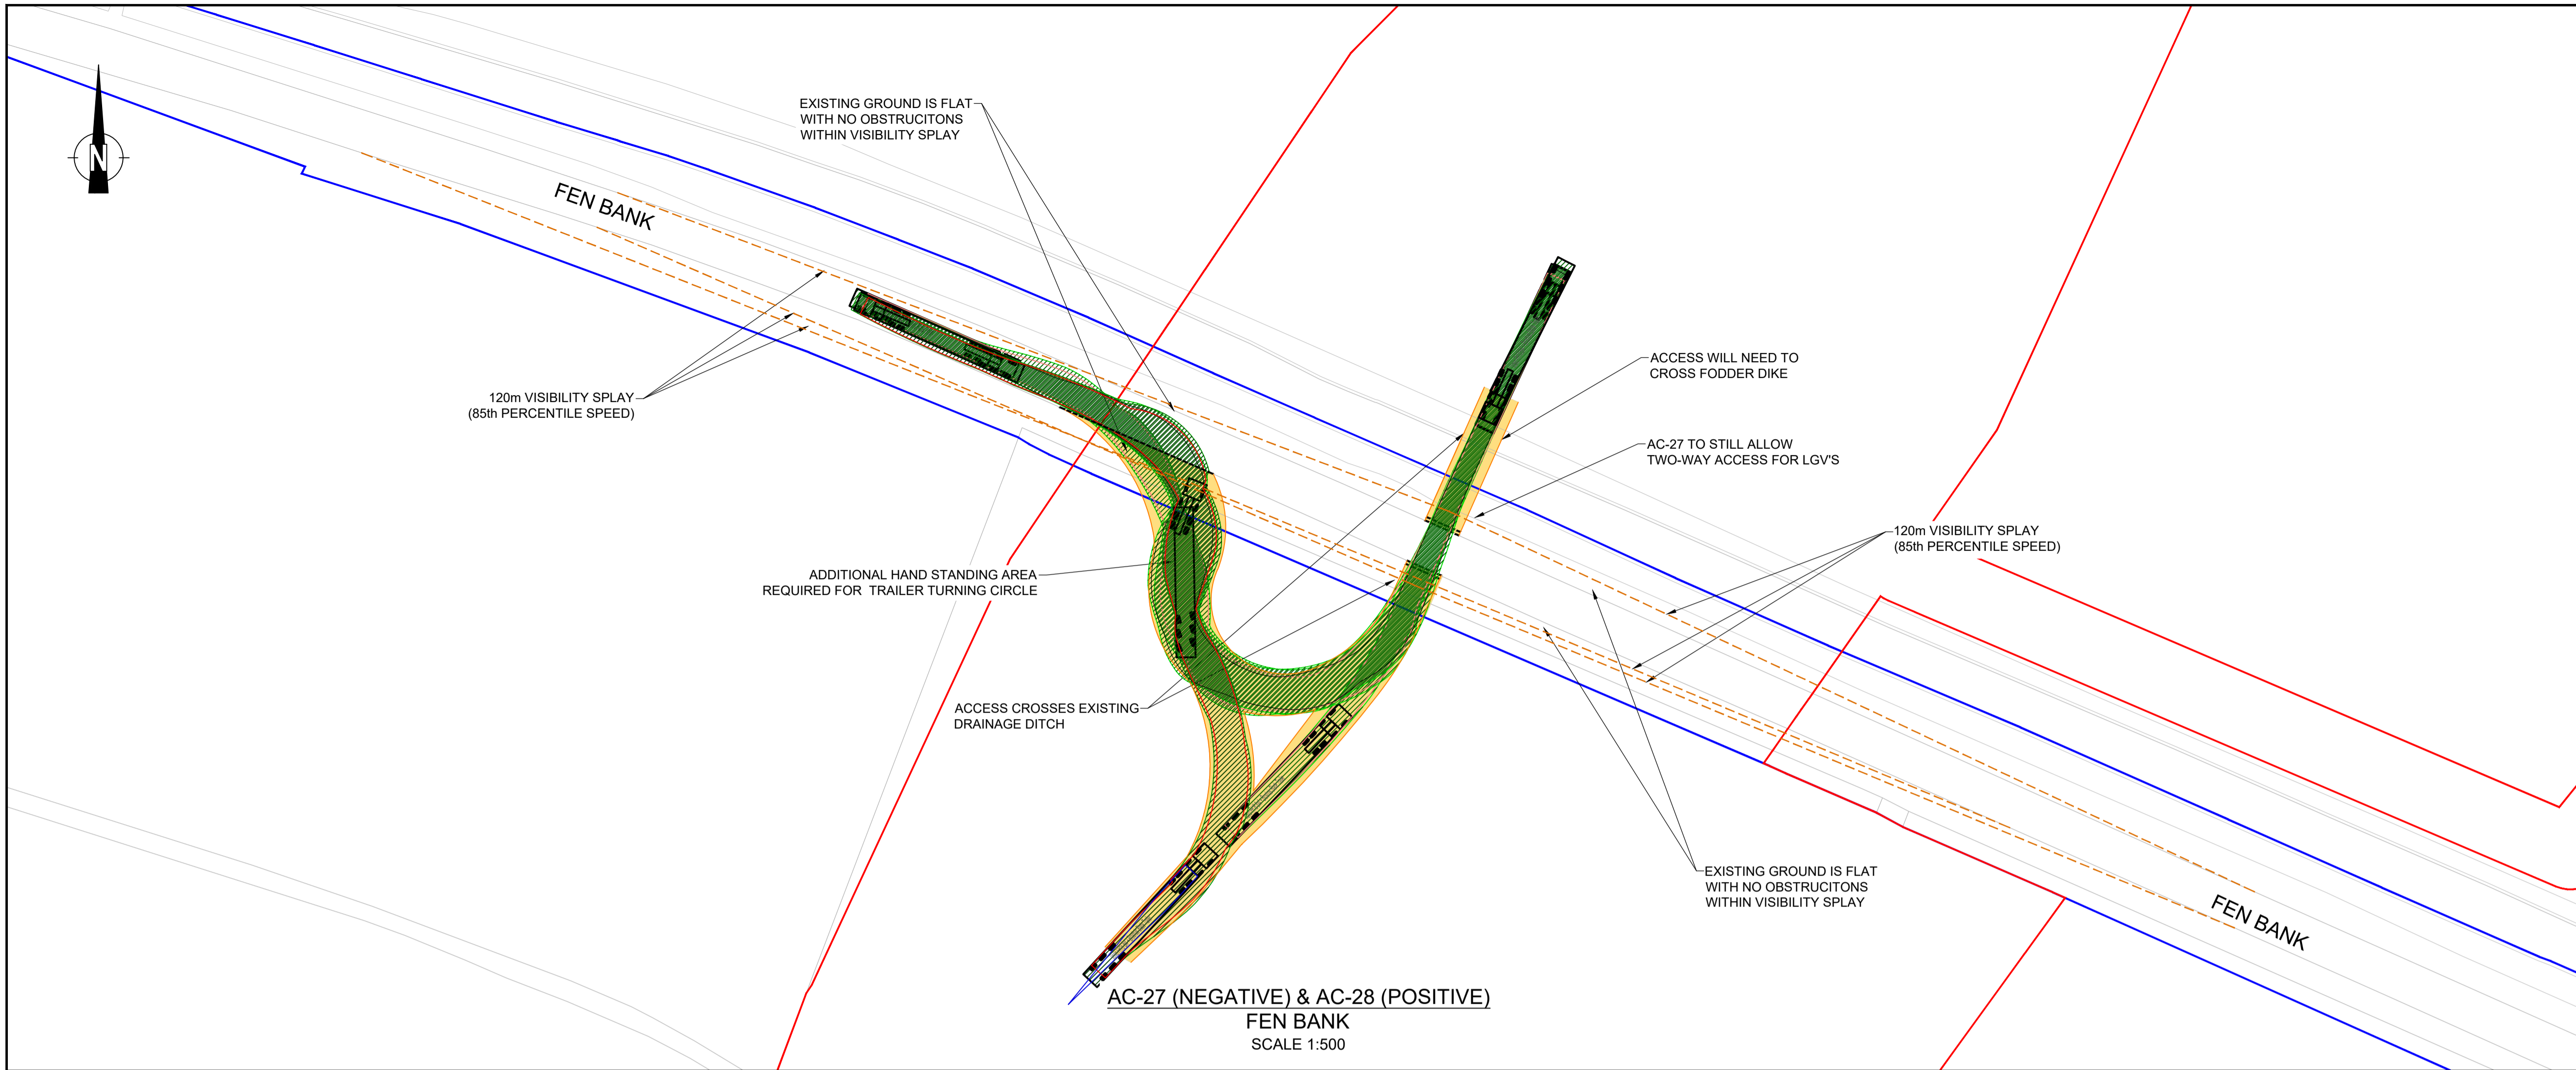 N
EXISTING GROUND IS FLAT
WITH NO OBSTRUCITONS
WITHIN VISIBILITY SPLAY
FEN BANK
120m VISIBILITY SPLAY
(85th PERCENTILE SPEED)
ACCESS WILL NEED TO
CROSS FODDER DIKE
AC-27 TO STILL ALLOW
TWO-WAY ACCESS FOR LGV'S
120m VISIBILITY SPLAY
(85th PERCENTILE SPEED)
ADDITIONAL HAND STANDING AREA
REQUIRED FOR TRAILER TURNING CIRCLE
ACCESS CROSSES EXISTING
DRAINAGE DITCH
EXISTING GROUND IS FLAT
WITH NO OBSTRUCITONS
WITHIN VISIBILITY SPLAY
FEN BANK
AC-27 (NEGATIVE) & AC-28 (POSITIVE)
FEN BANK
SCALE 1:500